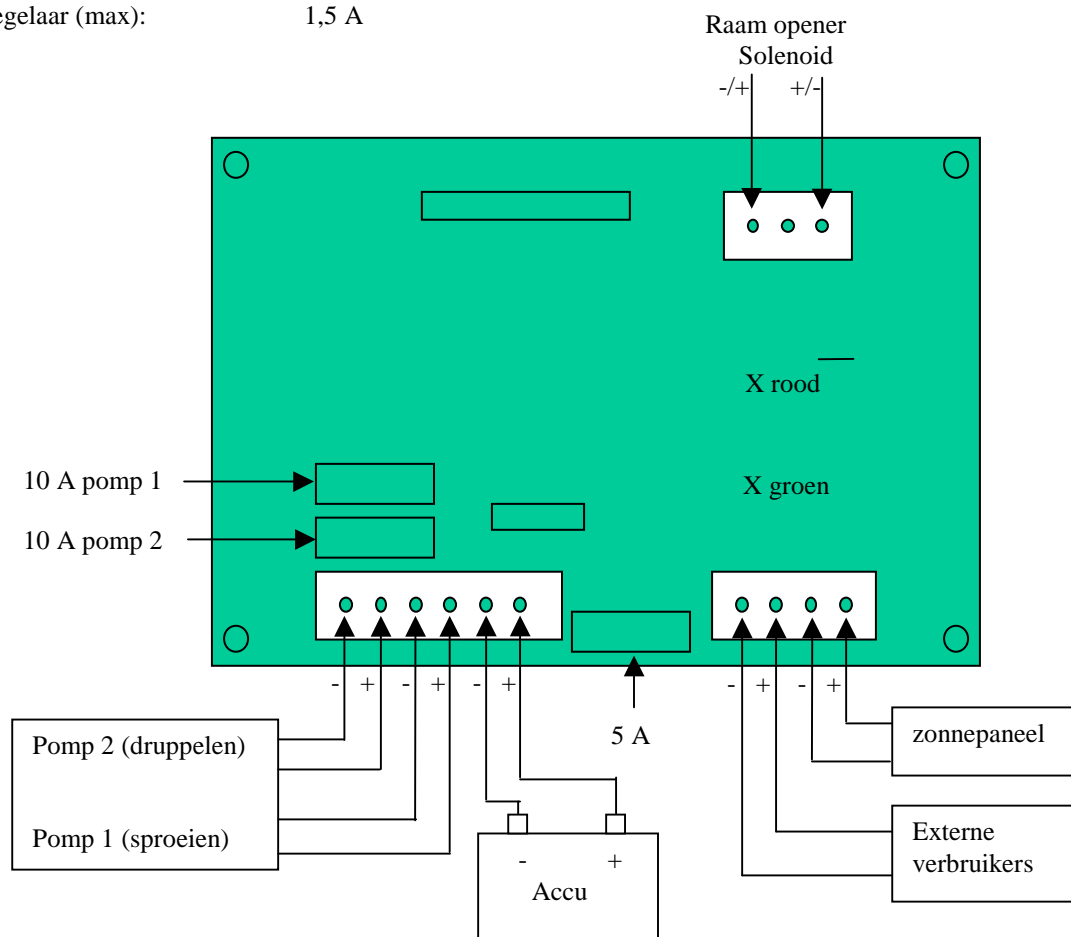 egelaar (max): 1,5 A
Raam opener
Solenoid
-/+ +/-
X rood
10 A pomp 1
X groen
10 A pomp 2
- + - + - + - + - +
5 A
zonnepaneel
Pomp 2 (druppelen)
Pomp 1 (sproeien)
Externe
verbruikers
- +
Accu